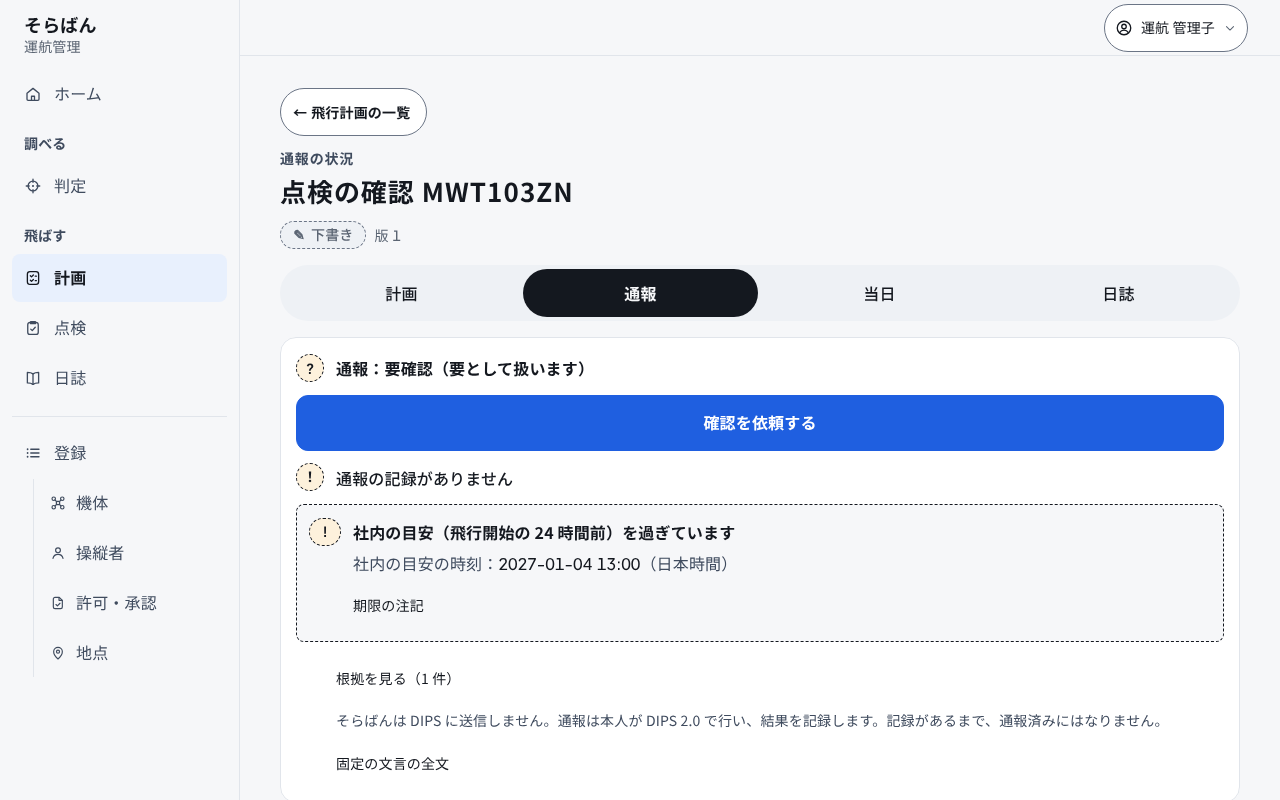 そらばん
運航管理
ホーム
調べる
判定
飛ばす
計画
点検
日誌
登録
機体
操縦者
許可・承認
地点
運航 管理子
← 飛行計画の一覧
通報の状況
点検の確認 MWT103ZN
✎ 下書き 版 1
計画 通報 当日 日誌
? 通報：要確認（要として扱います）
確認を依頼する
! 通報の記録がありません
! 社内の目安（飛行開始の 24 時間前）を過ぎています
社内の目安の時刻：2027-01-04 13:00（日本時間）
期限の注記
根拠を見る（1 件）
そらばんは DIPS に送信しません。通報は本人が DIPS 2.0 で行い、結果を記録します。記録があるまで、通報済みにはなりません。
固定の文言の全文